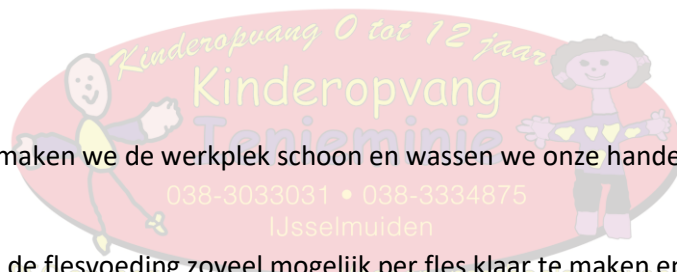 Kinderopvang 0 tot 12 jaar
Kinderopvang
Tenieminie
maken we de werkplek schoon en wassen we onze hande
038-3033031 • 038-3334875
IJsselmuiden
de flesvoeding zoveel mogelijk per fles klaar te maken en